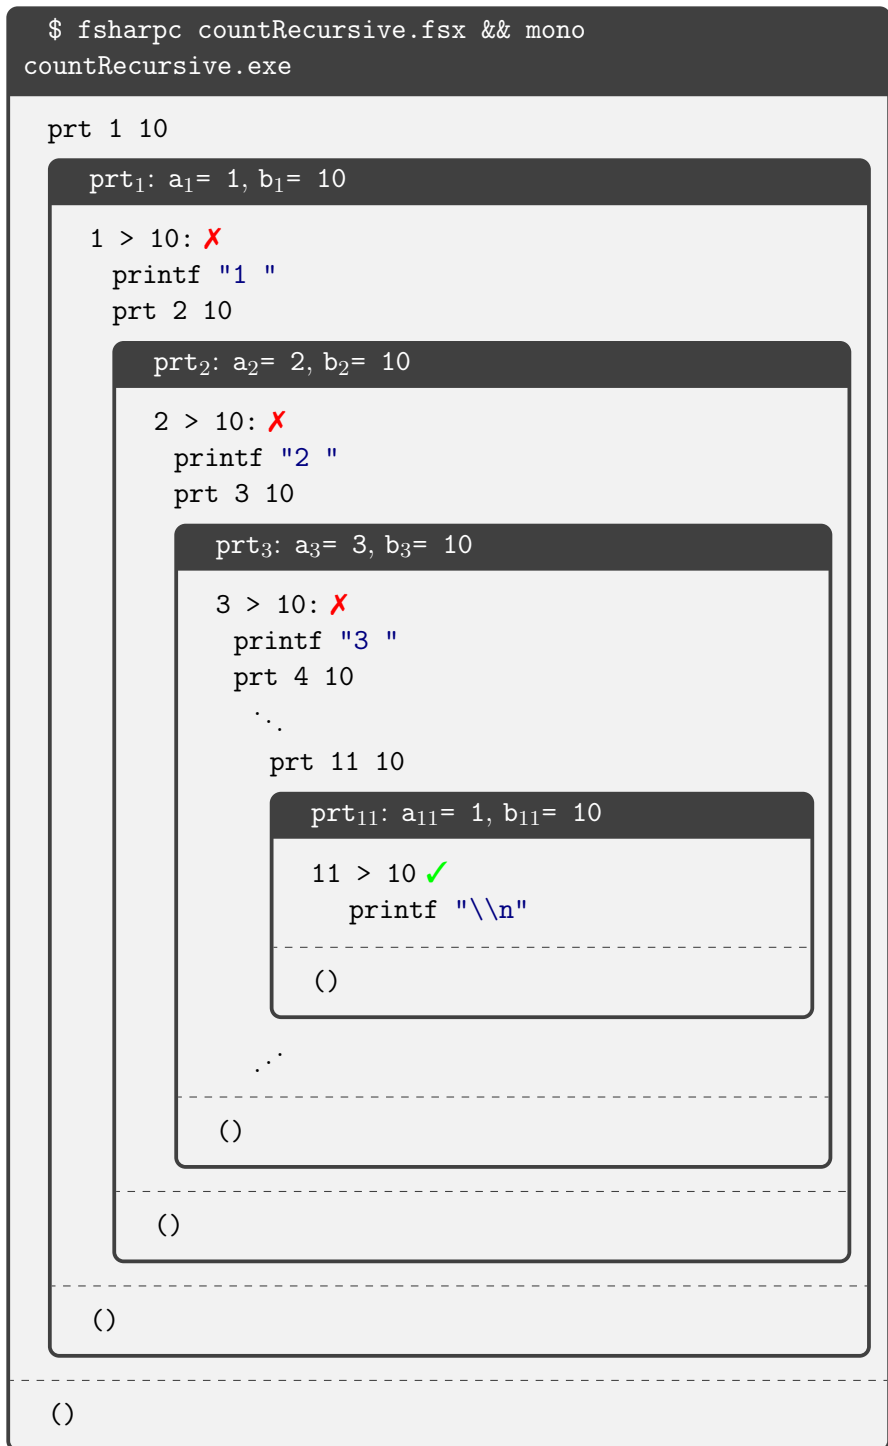 $ fsharpc countRecursive.fsx && mono
countRecursive.exe
prt 1 10
prt₁: a₁= 1, b₁= 10
1 > 10: ✗
printf "1 "
prt 2 10
prt₂: a₂= 2, b₂= 10
2 > 10: ✗
printf "2 "
prt 3 10
prt₃: a₃= 3, b₃= 10
3 > 10: ✗
printf "3 "
prt 4 10
⋱
prt 11 10
prt₁₁: a₁₁= 1, b₁₁= 10
11 > 10 ✓
printf "\\n"
()
⋰
()
()
()
()